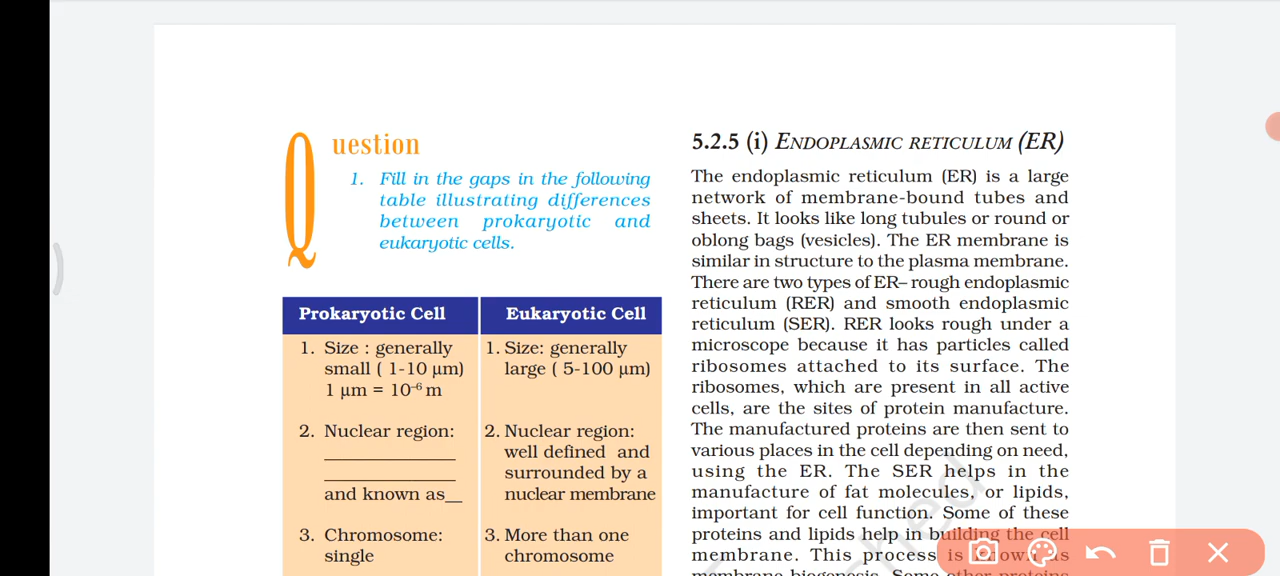 Question
1. Fill in the gaps in the following
table illustrating differences
between prokaryotic and
eukaryotic cells.
Prokaryotic Cell
Eukaryotic Cell
1. Size : generally
small ( 1-10 μm)
1 μm = 10⁻⁶ m
1. Size: generally
large ( 5-100 μm)
2. Nuclear region:
_____________
_____________
and known as__
2. Nuclear region:
well defined and
surrounded by a
nuclear membrane
3. Chromosome:
single
3. More than one
chromosome
5.2.5 (i) ENDOPLASMIC RETICULUM (ER)
The endoplasmic reticulum (ER) is a large
network of membrane-bound tubes and
sheets. It looks like long tubules or round or
oblong bags (vesicles). The ER membrane is
similar in structure to the plasma membrane.
There are two types of ER– rough endoplasmic
reticulum (RER) and smooth endoplasmic
reticulum (SER). RER looks rough under a
microscope because it has particles called
ribosomes attached to its surface. The
ribosomes, which are present in all active
cells, are the sites of protein manufacture.
The manufactured proteins are then sent to
various places in the cell depending on need,
using the ER. The SER helps in the
manufacture of fat molecules, or lipids,
important for cell function. Some of these
proteins and lipids help in building the cell
membrane. This process is known as
membrane biogenesis. Some other proteins